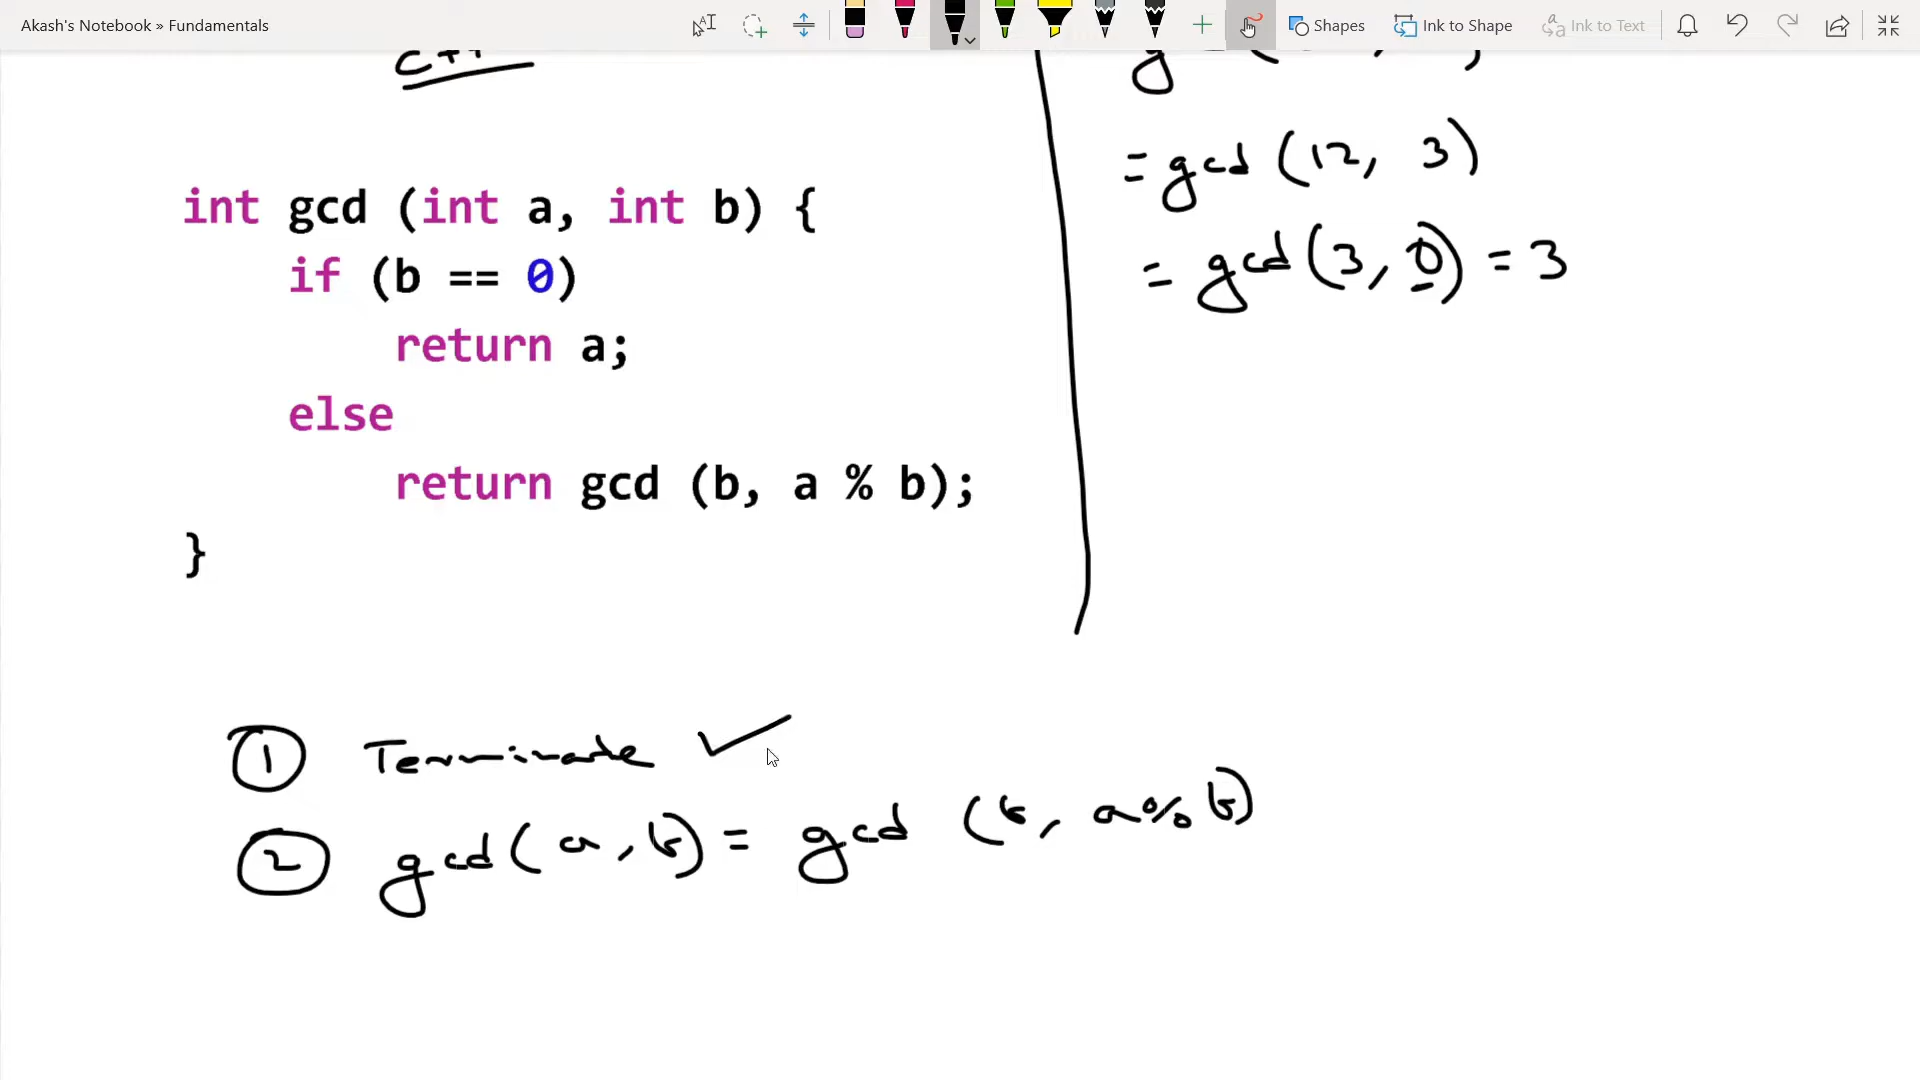 Akash's Notebook » Fundamentals
Shapes
Ink to Shape
Ink to Text
C++
int gcd (int a, int b) {
if (b == 0)
return a;
else
return gcd (b, a % b);
}
= gcd (12, 3)
= gcd (3, 0) = 3
① Terminate ✓
② gcd (a, b) = gcd (b, a % b)